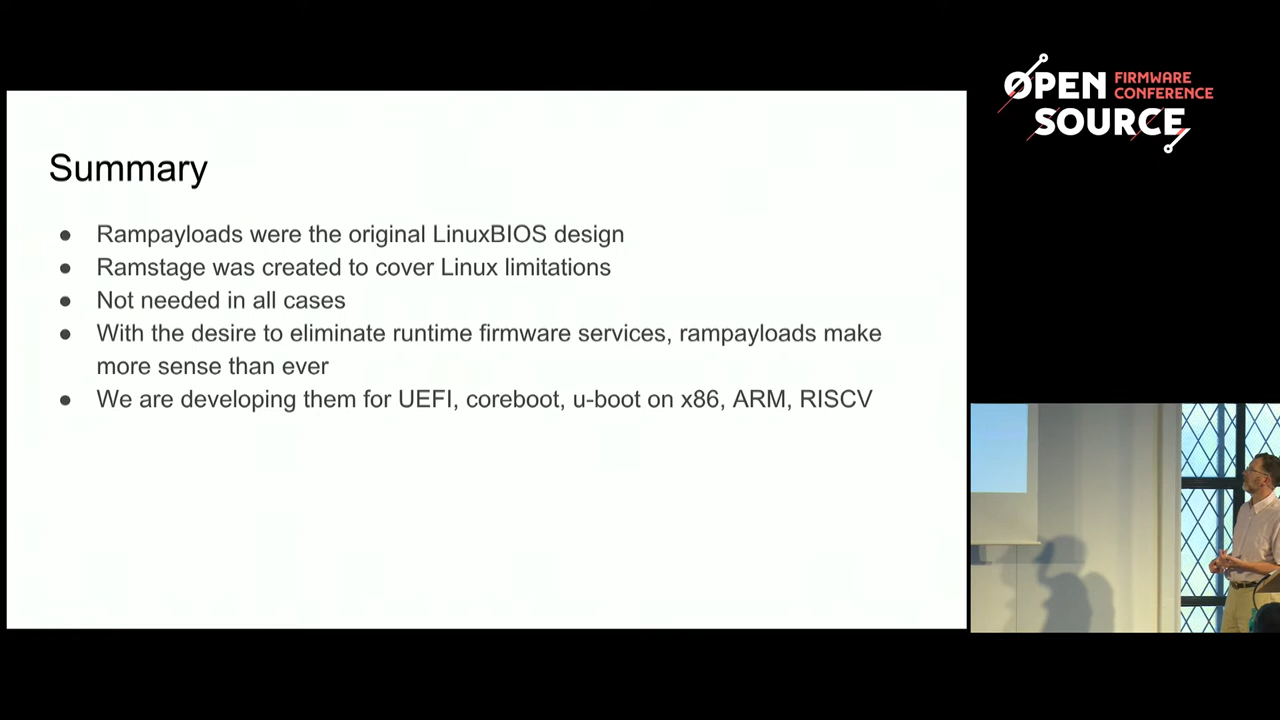 OPEN FIRMWARE
CONFERENCE
SOURCE
Summary
● Rampayloads were the original LinuxBIOS design
● Ramstage was created to cover Linux limitations
● Not needed in all cases
● With the desire to eliminate runtime firmware services, rampayloads make
more sense than ever
● We are developing them for UEFI, coreboot, u-boot on x86, ARM, RISCV